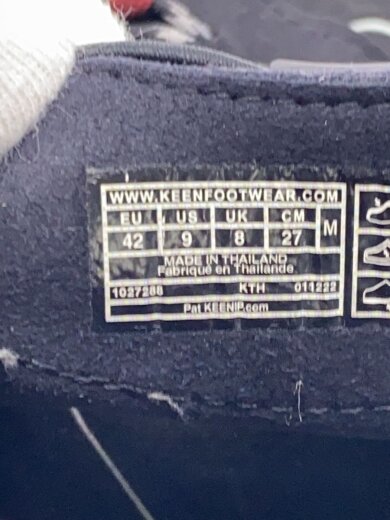 WWW.KEENFOOTWEAR.COM
EU US UK CM M
42 9 8 27
MADE IN THAILAND
Fabriqué en Thaïlande
1027288 KTH 011222
Pat KEENIP.com